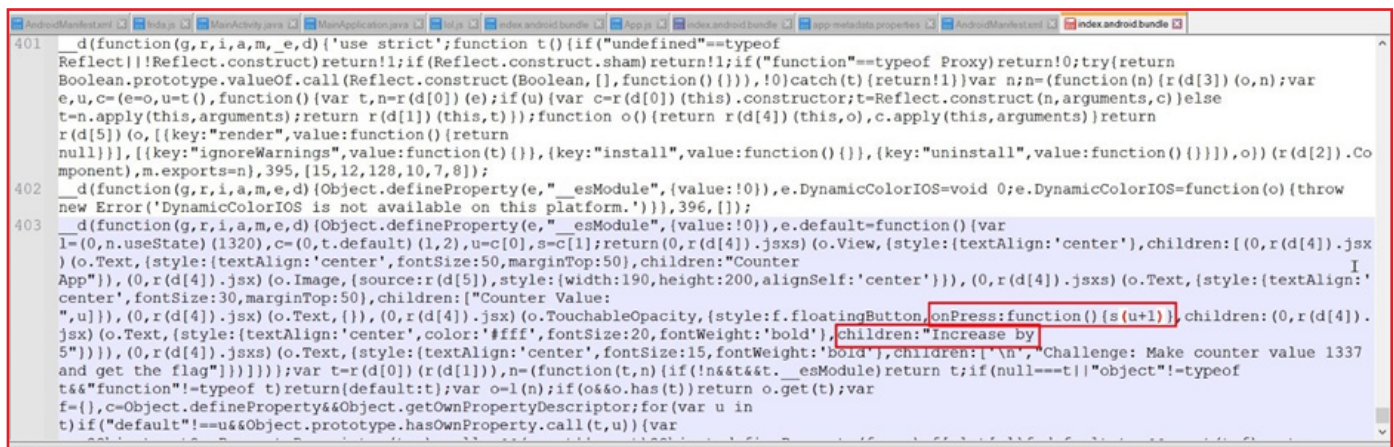 AndroidManifest.xml frida.js MainActivity.java MainApplication.java lol.js index.android.bundle App.js index.android.bundle app-metadata.properties AndroidManifest.xml index.android.bundle
401 __d(function(g,r,i,a,m,_e,d){'use strict';function t(){if("undefined"==typeof
Reflect||!Reflect.construct)return!1;if(Reflect.construct.sham)return!1;if("function"==typeof Proxy)return!0;try{return
Boolean.prototype.valueOf.call(Reflect.construct(Boolean,[],function(){})),!0}catch(t){return!1}}var n;n=(function(n){r(d[3])(o,n);var
e,u,c=(e=o,u=t(),function(){var t,n=r(d[0])(e);if(u){var c=r(d[0])(this).constructor;t=Reflect.construct(n,arguments,c)}else
t=n.apply(this,arguments);return r(d[1])(this,t)});function o(){return r(d[4])(this,o),c.apply(this,arguments)}return
r(d[5])(o,[{key:"render",value:function(){return
null}}],[{key:"ignoreWarnings",value:function(t){}},{key:"install",value:function(){}},{key:"uninstall",value:function(){}}]),o})(r(d[2]).Co
mponent),m.exports=n},395,[15,12,128,10,7,8]);
402 __d(function(g,r,i,a,m,e,d){Object.defineProperty(e,"__esModule",{value:!0}),e.DynamicColorIOS=void 0;e.DynamicColorIOS=function(o){throw
new Error('DynamicColorIOS is not available on this platform.')}},396,[]);
403 __d(function(g,r,i,a,m,e,d){Object.defineProperty(e,"__esModule",{value:!0}),e.default=function(){var
l=(0,n.useState)(1320),c=(0,t.default)(l,2),u=c[0],s=c[1];return(0,r(d[4]).jsxs)(o.View,{style:{textAlign:'center'},children:[(0,r(d[4]).jsx
)(o.Text,{style:{textAlign:'center',fontSize:50,marginTop:50},children:"Counter
App"}),(0,r(d[4]).jsx)(o.Image,{source:r(d[5]),style:{width:190,height:200,alignSelf:'center'}}),(0,r(d[4]).jsxs)(o.Text,{style:{textAlign:'
center',fontSize:30,marginTop:50},children:["Counter Value:
",u]}),(0,r(d[4]).jsx)(o.Text,{}),(0,r(d[4]).jsx)(o.TouchableOpacity,{style:f.floatingButton,onPress:function(){s(u+1)},children:(0,r(d[4]).
jsx)(o.Text,{style:{textAlign:'center',color:'#fff',fontSize:20,fontWeight:'bold'},children:"Increase by
5"})}),(0,r(d[4]).jsxs)(o.Text,{style:{textAlign:'center',fontSize:15,fontWeight:'bold'},children:['\n',"Challenge: Make counter value 1337
and get the flag"]})]})};var t=r(d[0])(r(d[1])),n=(function(t,n){if(!n&&t&&t.__esModule)return t;if(null===t||"object"!=typeof
t&&"function"!=typeof t)return{default:t};var o=l(n);if(o&&o.has(t))return o.get(t);var
f={},c=Object.defineProperty&&Object.getOwnPropertyDescriptor;for(var u in
t)if("default"!==u&&Object.prototype.hasOwnProperty.call(t,u)){var